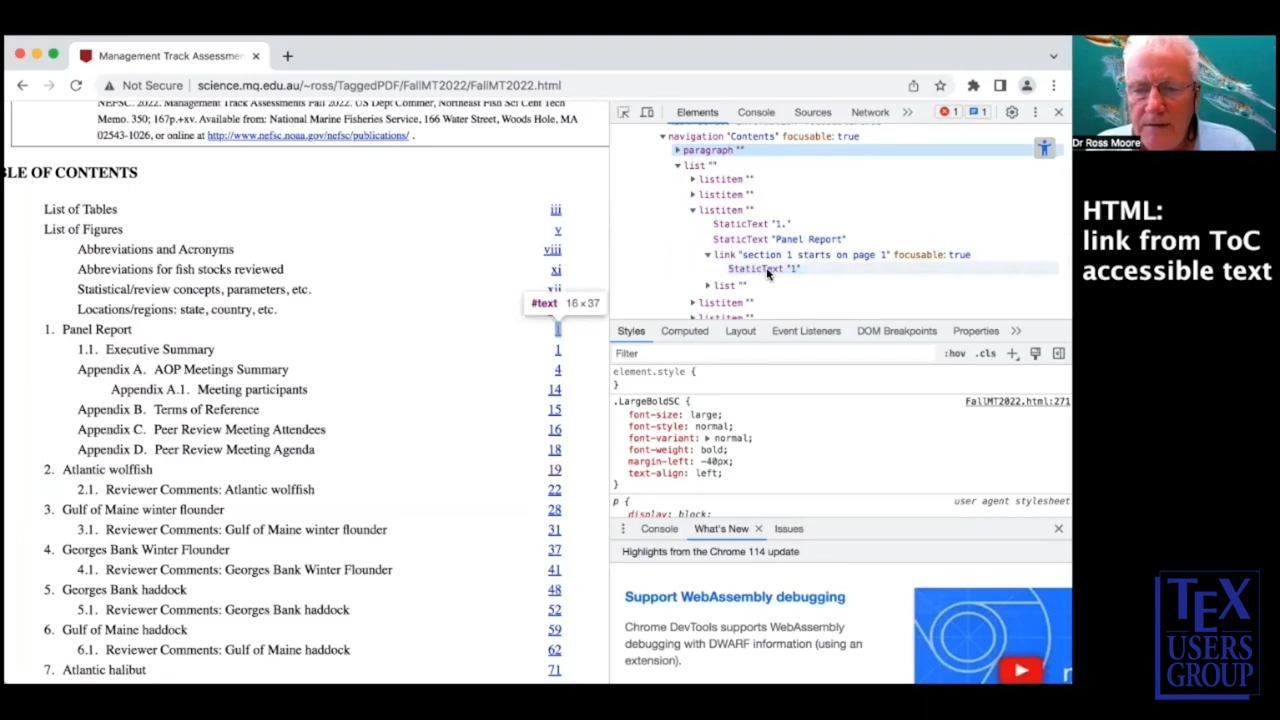 Management Track Assessmer
Not Secure
science.mq.edu.au/~ross/TaggedPDF/FallMT2022/FallMT2022.html
NEFSC. 2022. Management Track Assessments Fall 2022. US Dept Commer, Northeast Fish Sci Cent Tech
Memo. 350; 167p.+xv. National Marine Fisheries Service, 166 Water Street, Woods Hole, MA
02543-1026, or online at http://www.nefsc.noaa.gov/nefsc/publications/ .
BLE OF CONTENTS
List of Tables iii
List of Figures v
Abbreviations and Acronyms viii
Abbreviations for fish stocks reviewed xi
Statistical/review concepts, parameters, etc. xii
Locations/regions: state, country, etc.
#text 16×37
1. Panel Report 1
1.1. Executive Summary 1
Appendix A. AOP Meetings Summary 4
Appendix A.1. Meeting participants 14
Appendix B. Terms of Reference 15
Appendix C. Peer Review Meeting Attendees 16
Appendix D. Peer Review Meeting Agenda 18
2. Atlantic wolffish 19
2.1. Reviewer Comments: Atlantic wolffish 22
3. Gulf of Maine winter flounder 28
3.1. Reviewer Comments: Gulf of Maine winter flounder 31
4. Georges Bank Winter Flounder 37
4.1. Reviewer Comments: Georges Bank Winter Flounder 41
5. Georges Bank haddock 48
5.1. Reviewer Comments: Georges Bank haddock 52
6. Gulf of Maine haddock 59
6.1. Reviewer Comments: Gulf of Maine haddock 62
7. Atlantic halibut 71
Elements Console Sources Network 1 1
navigation "Contents" focusable: true
paragraph ""
list ""
listitem ""
listitem ""
listitem ""
StaticText "1."
StaticText "Panel Report"
link "section 1 starts on page 1" focusable: true
StaticText "1"
list ""
listitem ""
listitem ""
Styles Computed Layout Event Listeners DOM Breakpoints Properties
Filter :hov .cls
element.style {
}
.LargeBoldSC { FallMT2022.html:271
font-size: large;
font-style: normal;
font-variant: normal;
font-weight: bold;
margin-left: -40px;
text-align: left;
}
p { user agent stylesheet
display: block;
Console What's New Issues
Highlights from the Chrome 114 update
Support WebAssembly debugging
Chrome DevTools supports WebAssembly
debugging with DWARF information (using an
extension).
Dr Ross Moore
HTML:
link from ToC
accessible text
TEX
USERS
GROUP